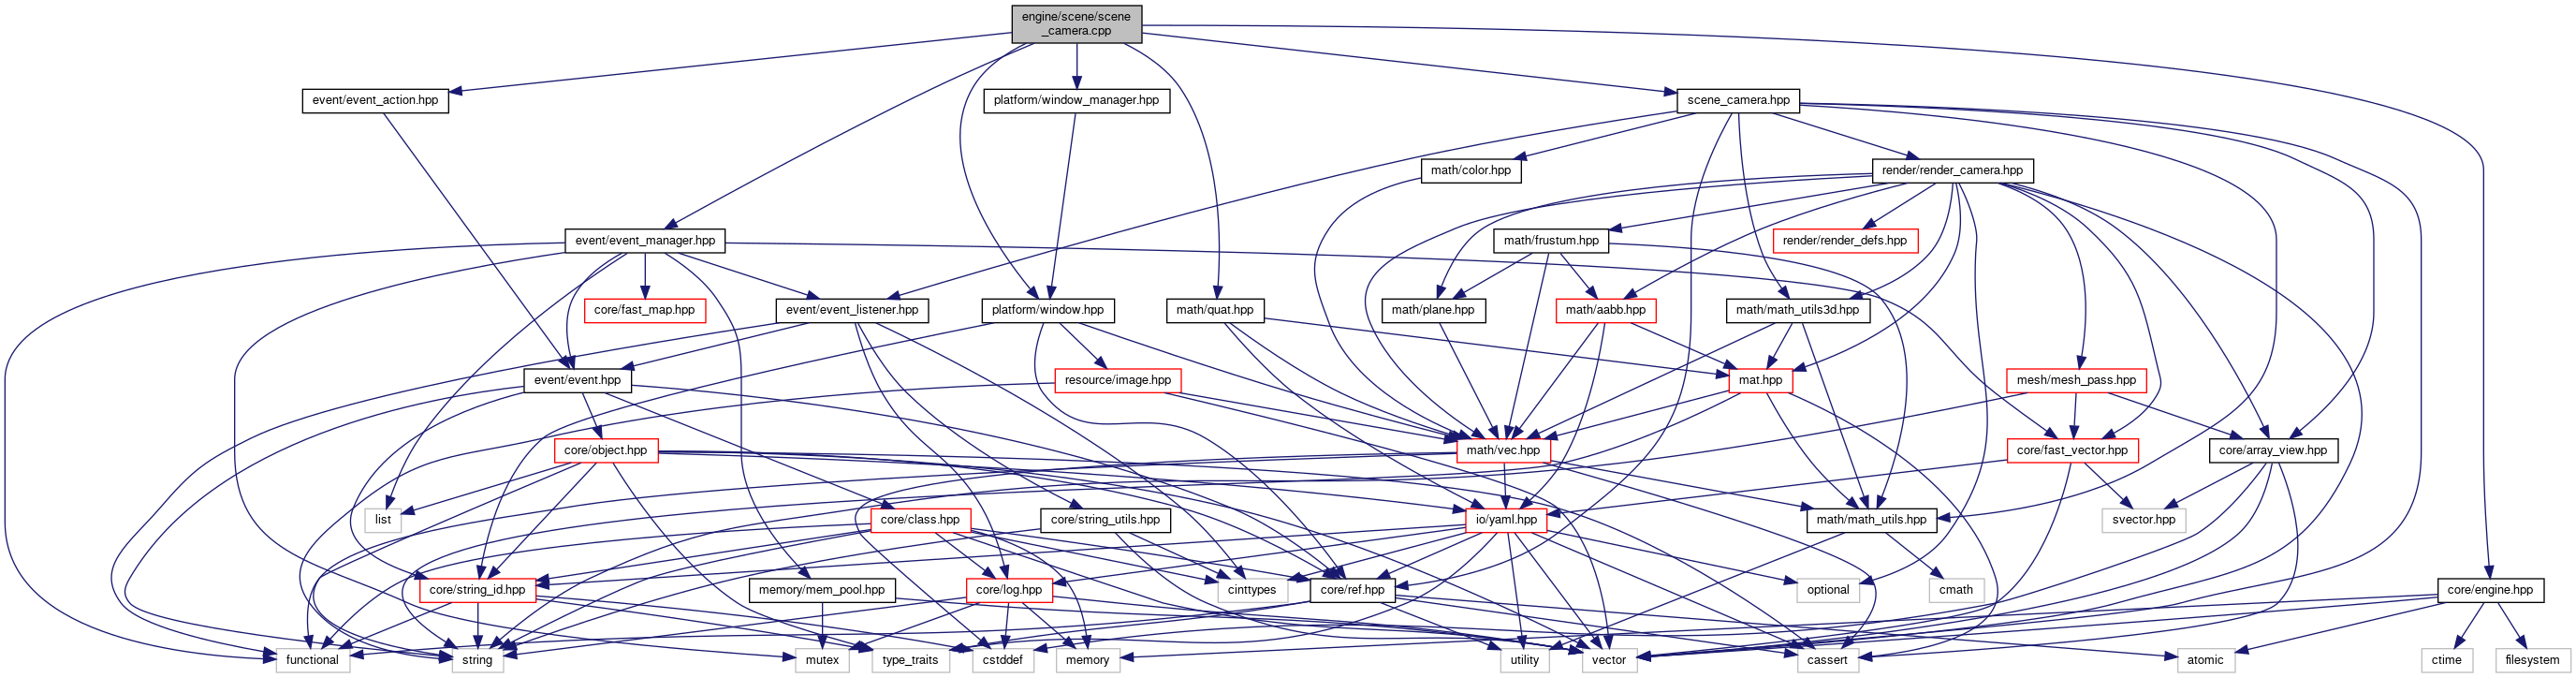 engine/scene/scene
_camera.cpp
event/event_action.hpp
platform/window_manager.hpp
scene_camera.hpp
math/color.hpp
render/render_camera.hpp
event/event_manager.hpp
math/frustum.hpp
render/render_defs.hpp
core/fast_map.hpp
event/event_listener.hpp
platform/window.hpp
math/quat.hpp
math/plane.hpp
math/aabb.hpp
math/math_utils3d.hpp
event/event.hpp
resource/image.hpp
mat.hpp
mesh/mesh_pass.hpp
core/object.hpp
math/vec.hpp
core/fast_vector.hpp
core/array_view.hpp
list
core/class.hpp
core/string_utils.hpp
io/yaml.hpp
math/math_utils.hpp
svector.hpp
core/string_id.hpp
memory/mem_pool.hpp
core/log.hpp
cinttypes
core/ref.hpp
optional
cmath
core/engine.hpp
functional
string
mutex
type_traits
cstddef
memory
utility
vector
cassert
atomic
ctime
filesystem